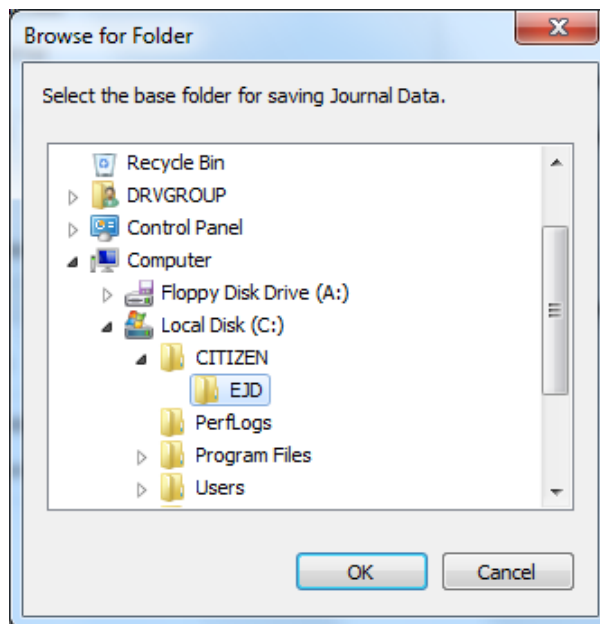 Browse for Folder
Select the base folder for saving Journal Data.
Recycle Bin
DRVGROUP
Control Panel
Computer
Floppy Disk Drive (A:)
Local Disk (C:)
CITIZEN
EJD
PerfLogs
Program Files
Users
OK Cancel